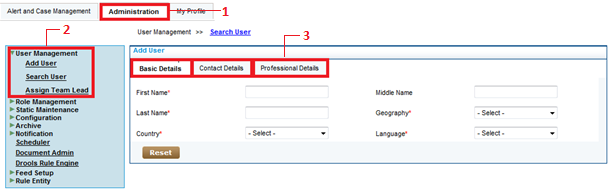 Alert and Case Management Administration My Profile 1
2 User Management >> Search User 3
User Management
Add User
Search User
Assign Team Lead
Role Management
Static Maintenance
Configuration
Archive
Notification
Scheduler
Document Admin
Drools Rule Engine
Feed Setup
Rule Entity
Add User
Basic Details Contact Details Professional Details
First Name* Middle Name
Last Name* Geography* - Select -
Country* - Select - Language* - Select -
Reset